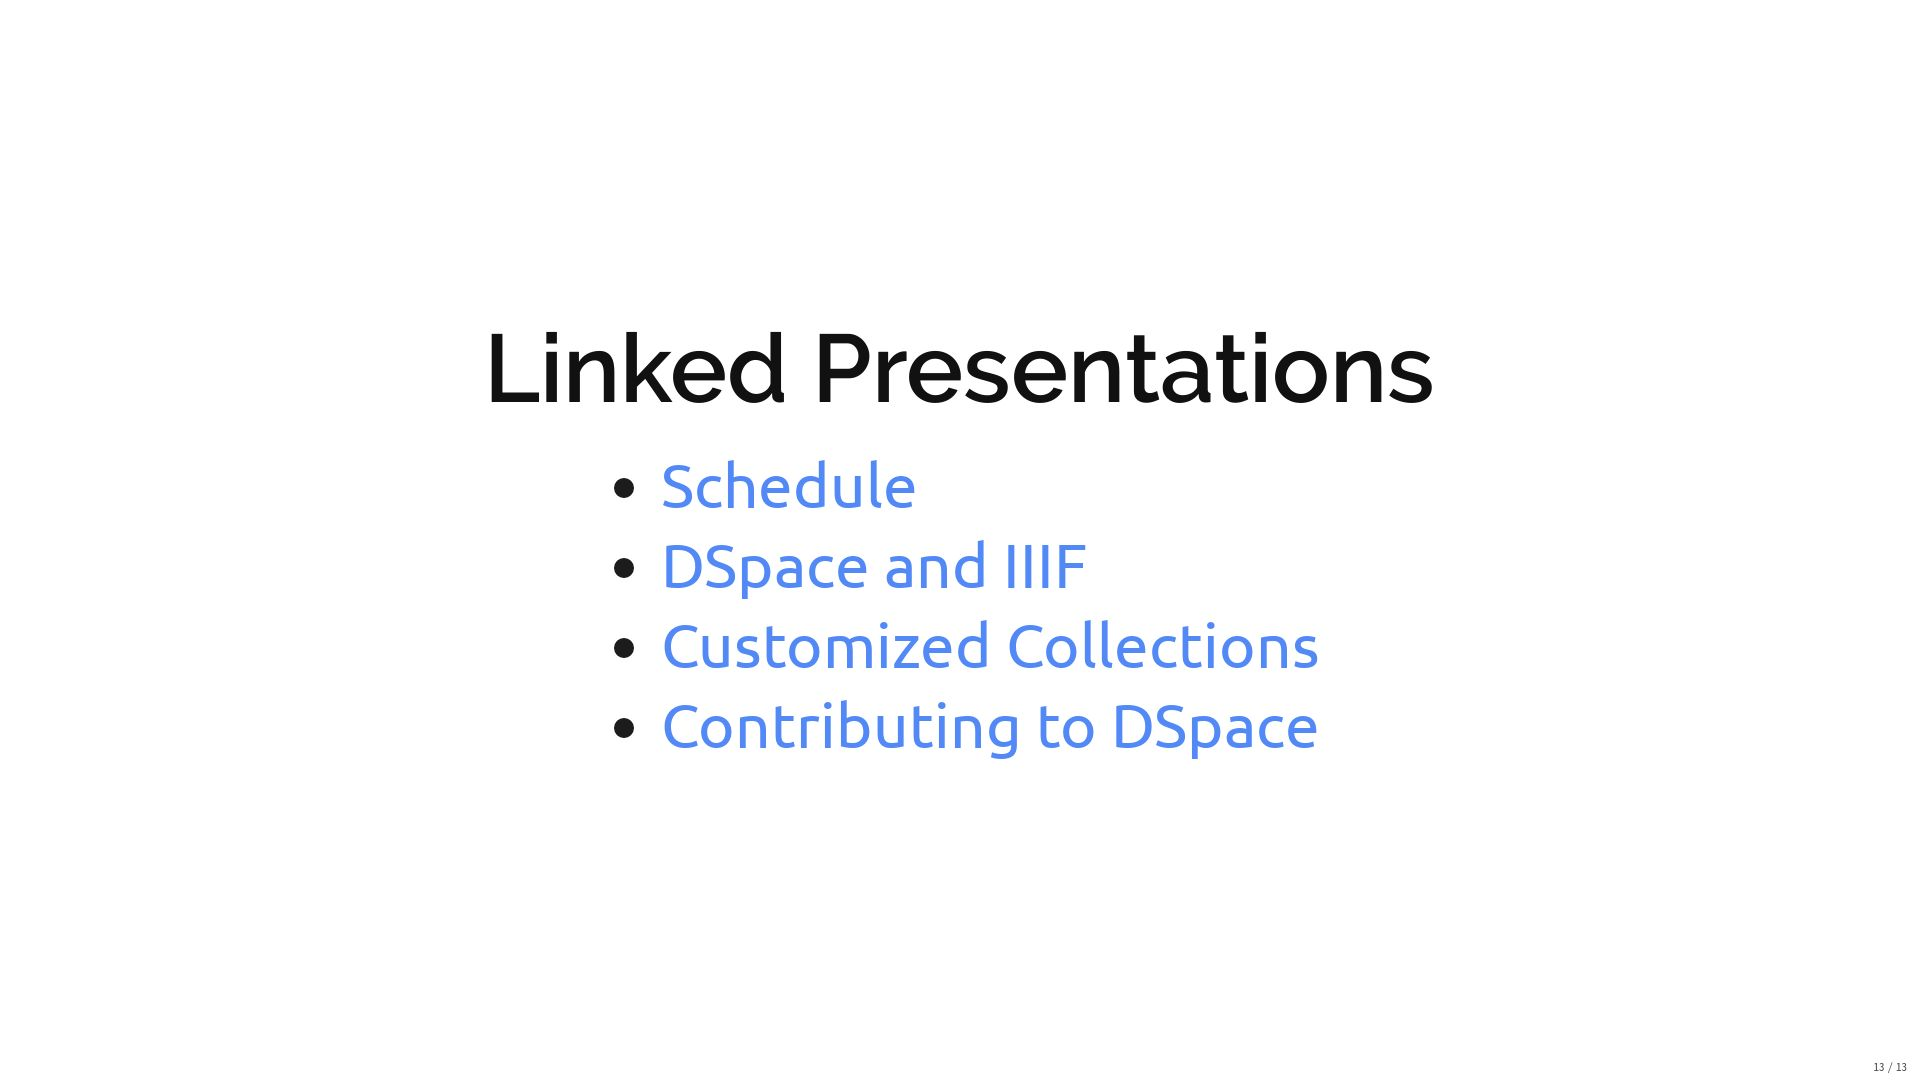 Linked Presentations
• Schedule
• DSpace and IIIF
• Customized Collections
• Contributing to DSpace
13 / 13